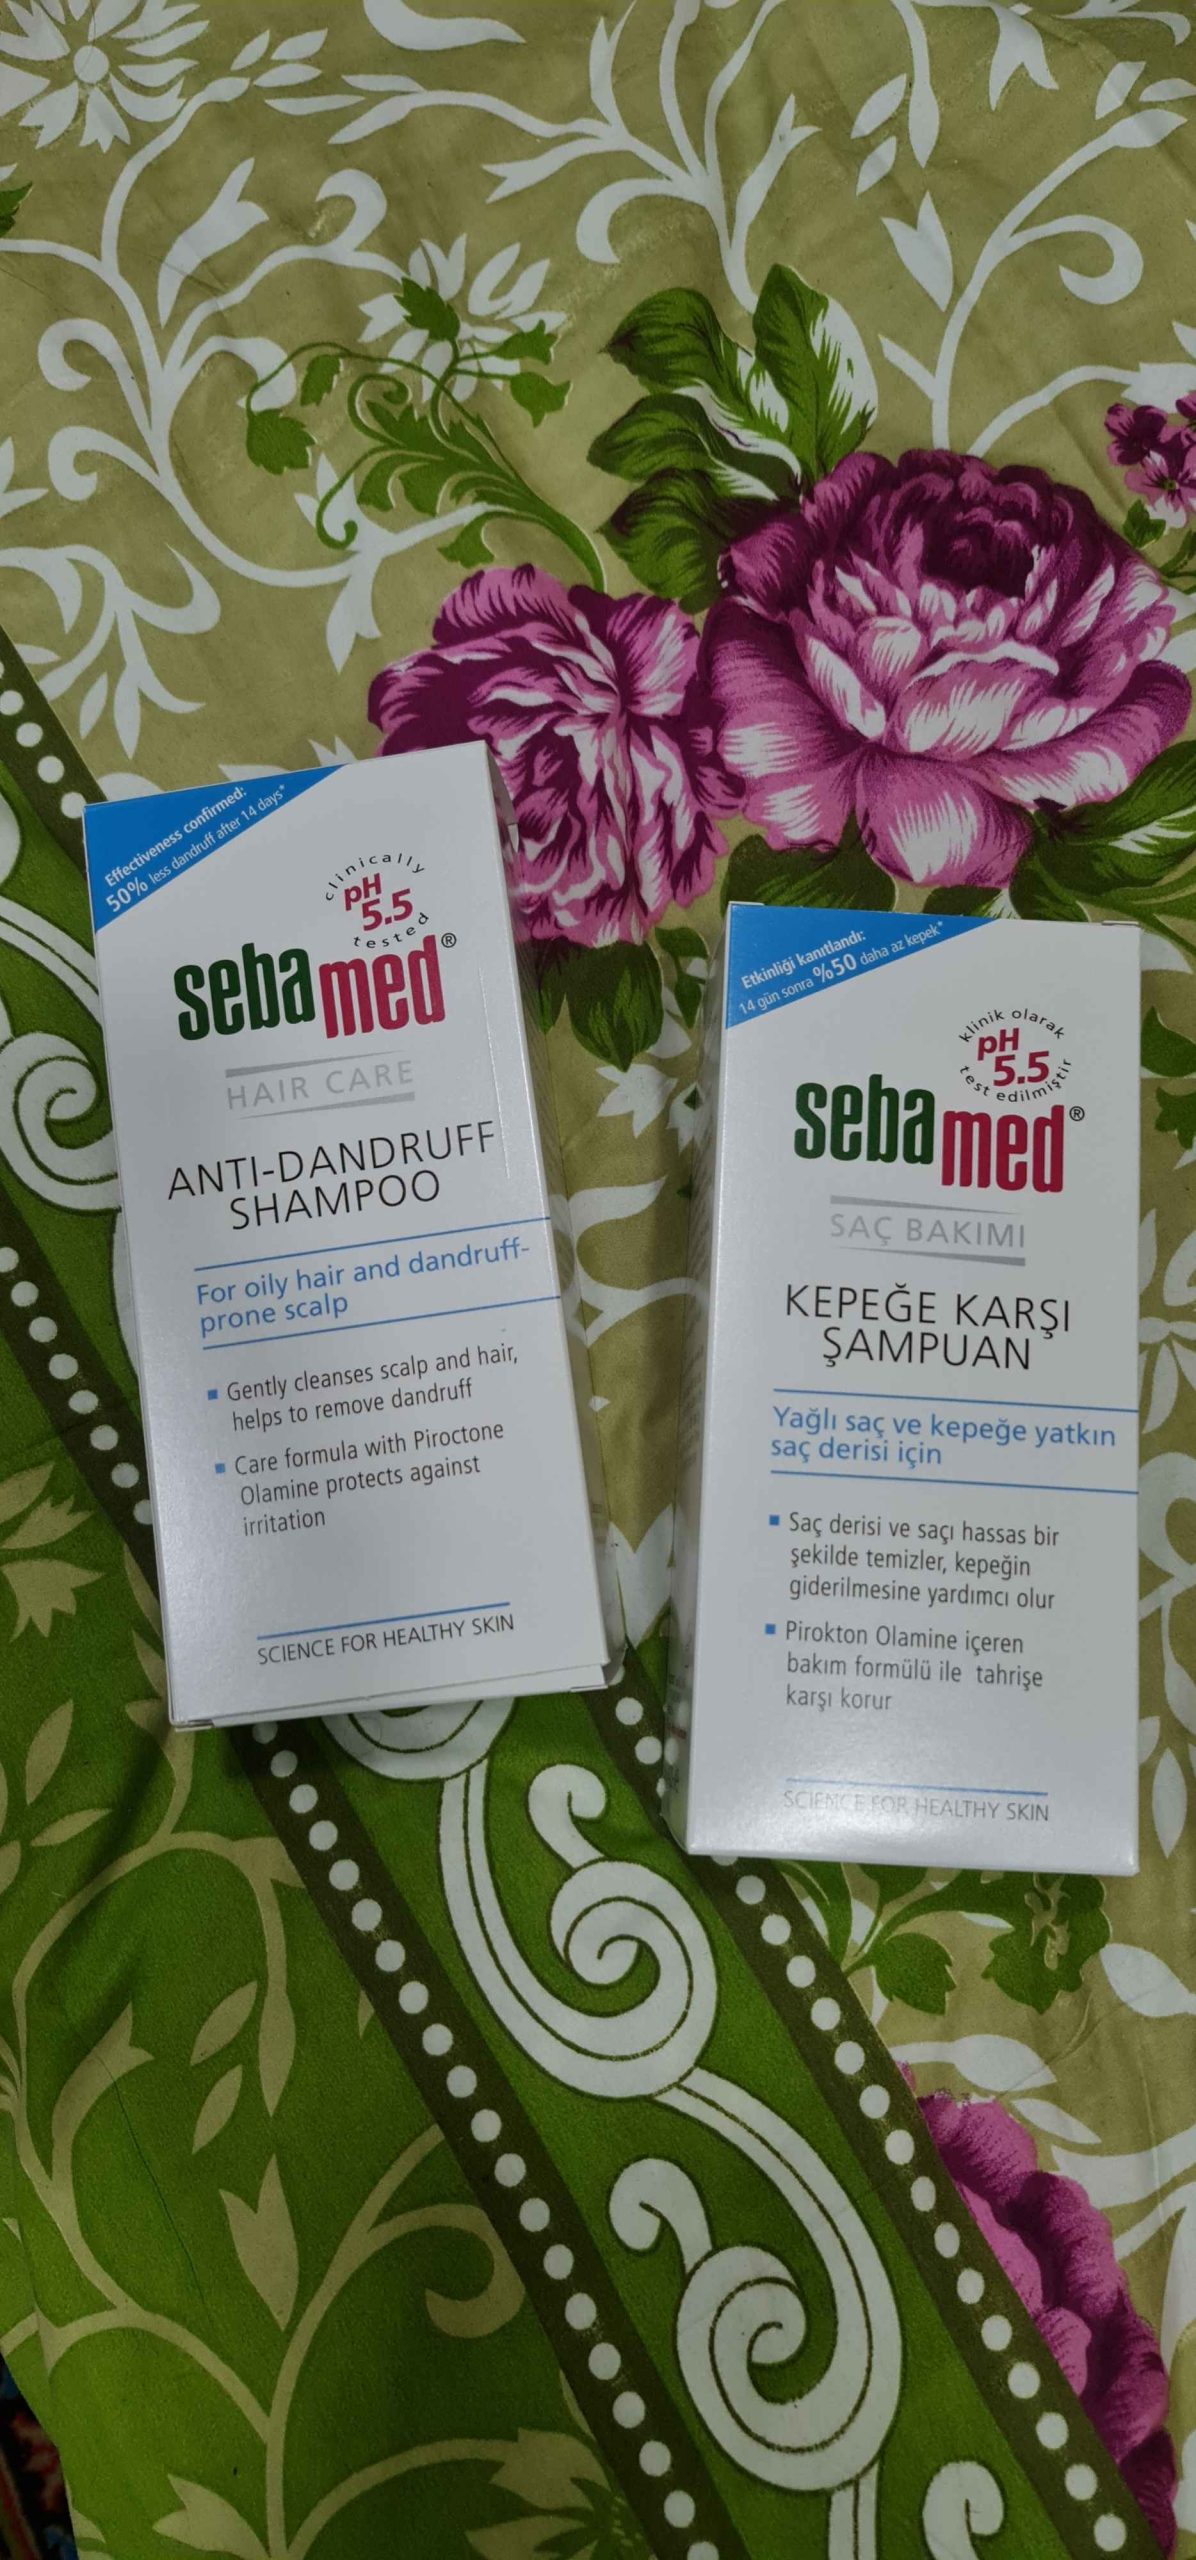 Effectiveness confirmed:
50% less dandruff after 14 days*
clinically
pH
5.5
tested
sebamed®
HAIR CARE
ANTI-DANDRUFF
SHAMPOO
For oily hair and dandruff-
prone scalp
Gently cleanses scalp and hair,
helps to remove dandruff
Care formula with Piroctone
Olamine protects against
irritation
SCIENCE FOR HEALTHY SKIN
Etkinliği kanıtlandı:
14 gün sonra %50 daha az kepek*
klinik olarak
pH
5.5
test edilmiştir
sebamed®
SAÇ BAKIMI
KEPEĞE KARŞI
ŞAMPUAN
Yağlı saç ve kepeğe yatkın
saç derisi için
Saç derisi ve saçı hassas bir
şekilde temizler, kepeğin
giderilmesine yardımcı olur
Pirokton Olamine içeren
bakım formülü ile tahrişe
karşı korur
SCIENCE FOR HEALTHY SKIN